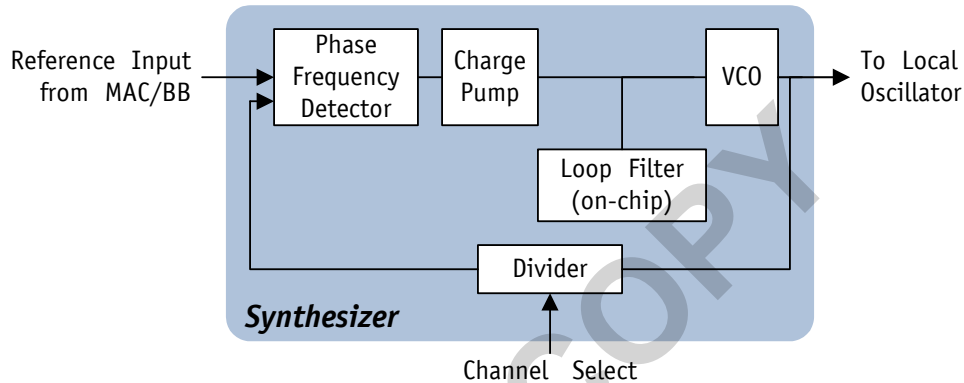 Reference Input
from MAC/BB
Phase
Frequency
Detector
Charge
Pump
VCO
To Local
Oscillator
Loop Filter
(on-chip)
Divider
Synthesizer
Channel Select
COPY